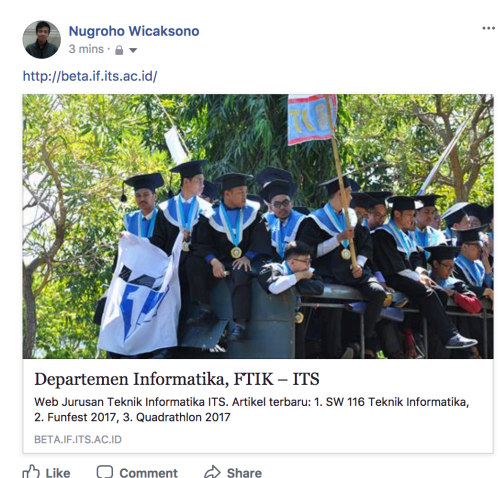 Nugroho Wicaksono
3 mins ·
http://beta.if.its.ac.id/
Departemen Informatika, FTIK – ITS
Web Jurusan Teknik Informatika ITS. Artikel terbaru: 1. SW 116 Teknik Informatika,
2. Funfest 2017, 3. Quadrathlon 2017
BETA.IF.ITS.AC.ID
Like Comment Share